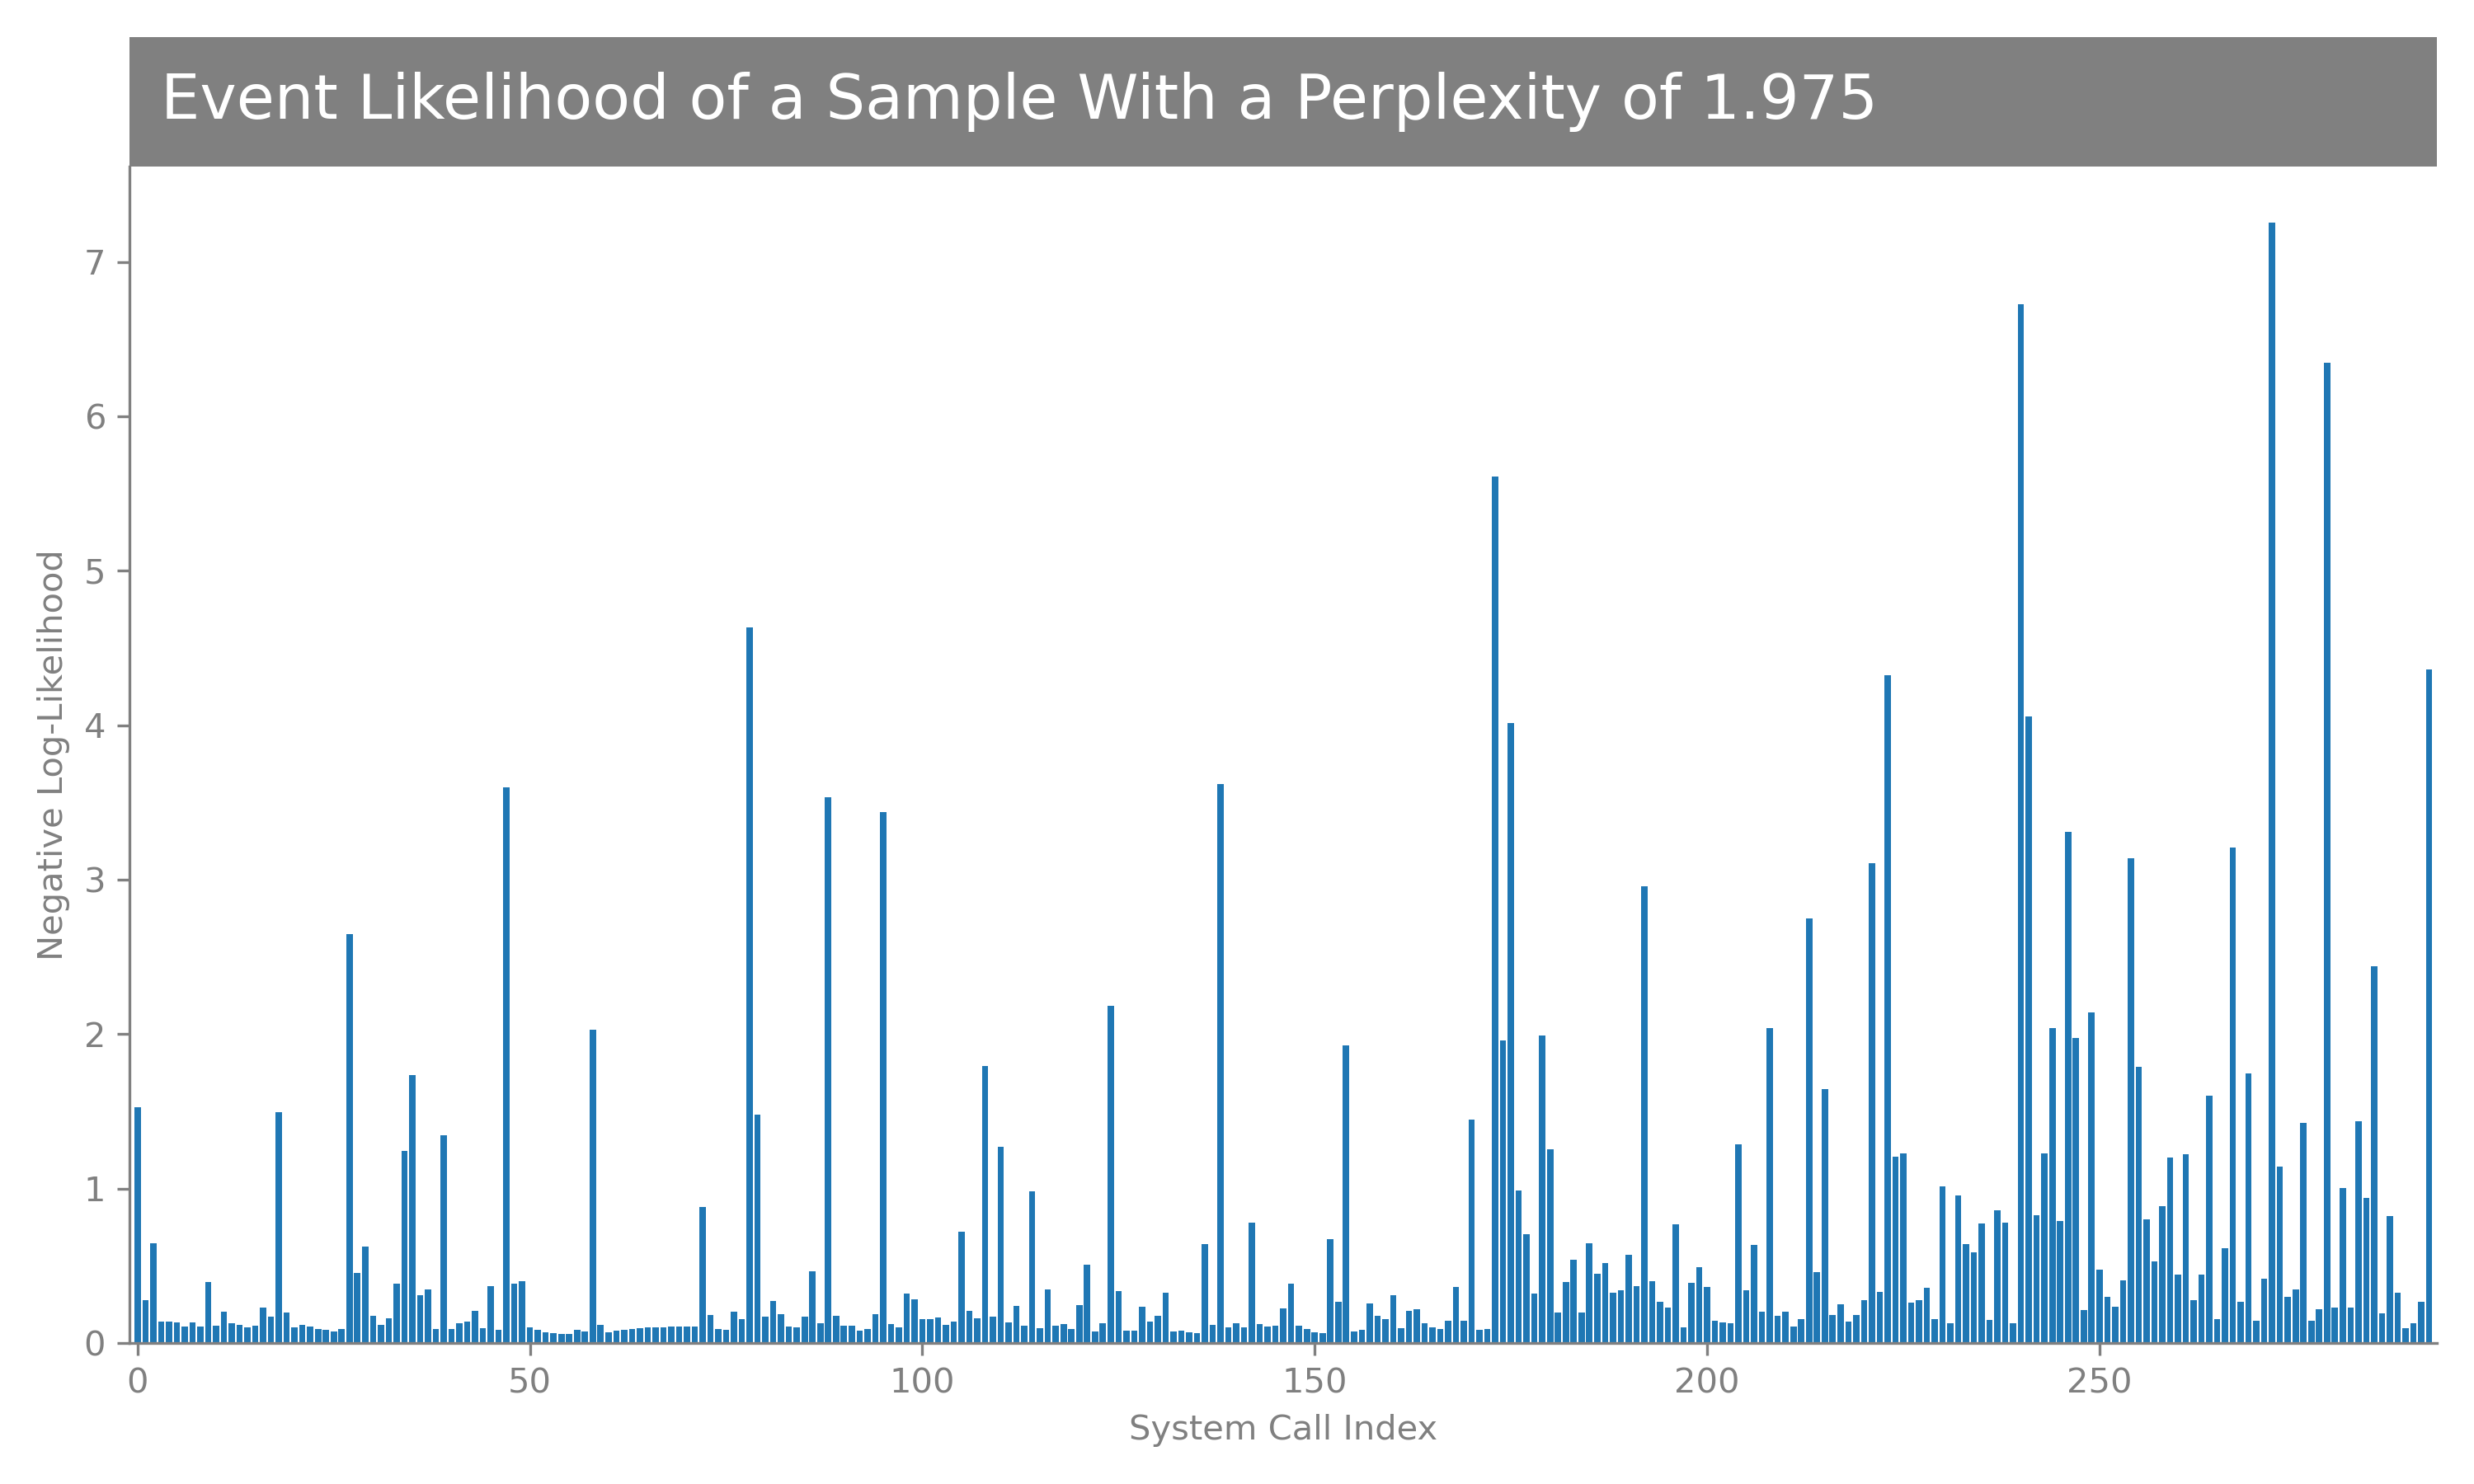 Event Likelihood of a Sample With a Perplexity of 1.975
Negative Log-Likelihood
7
6
5
4
3
2
1
0
0 50 100 150 200 250
System Call Index